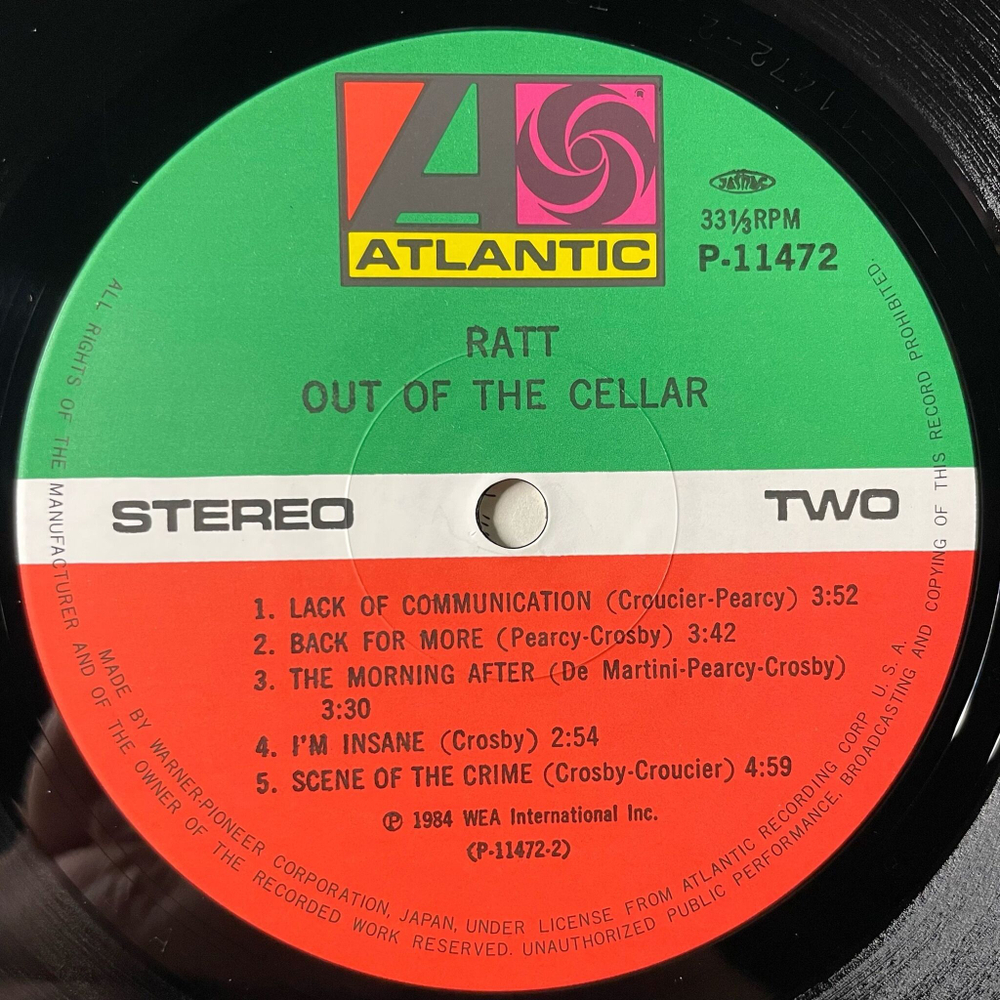 ATLANTIC
®
JASRAC
33⅓RPM
P-11472
RATT
OUT OF THE CELLAR
STEREO
TWO
1. LACK OF COMMUNICATION (Croucier-Pearcy) 3:52
2. BACK FOR MORE (Pearcy-Crosby) 3:42
3. THE MORNING AFTER (De Martini-Pearcy-Crosby)
3:30
4. I'M INSANE (Crosby) 2:54
5. SCENE OF THE CRIME (Crosby-Croucier) 4:59
℗ 1984 WEA International Inc.
(P-11472-2)
MADE BY WARNER-PIONEER CORPORATION, JAPAN, UNDER LICENSE FROM ATLANTIC RECORDING CORP U. S. A.
ALL RIGHTS OF THE MANUFACTURER AND OF THE OWNER OF THE RECORDED WORK RESERVED. UNAUTHORIZED PUBLIC PERFORMANCE, BROADCASTING AND COPYING OF THIS RECORD PROHIBITED.